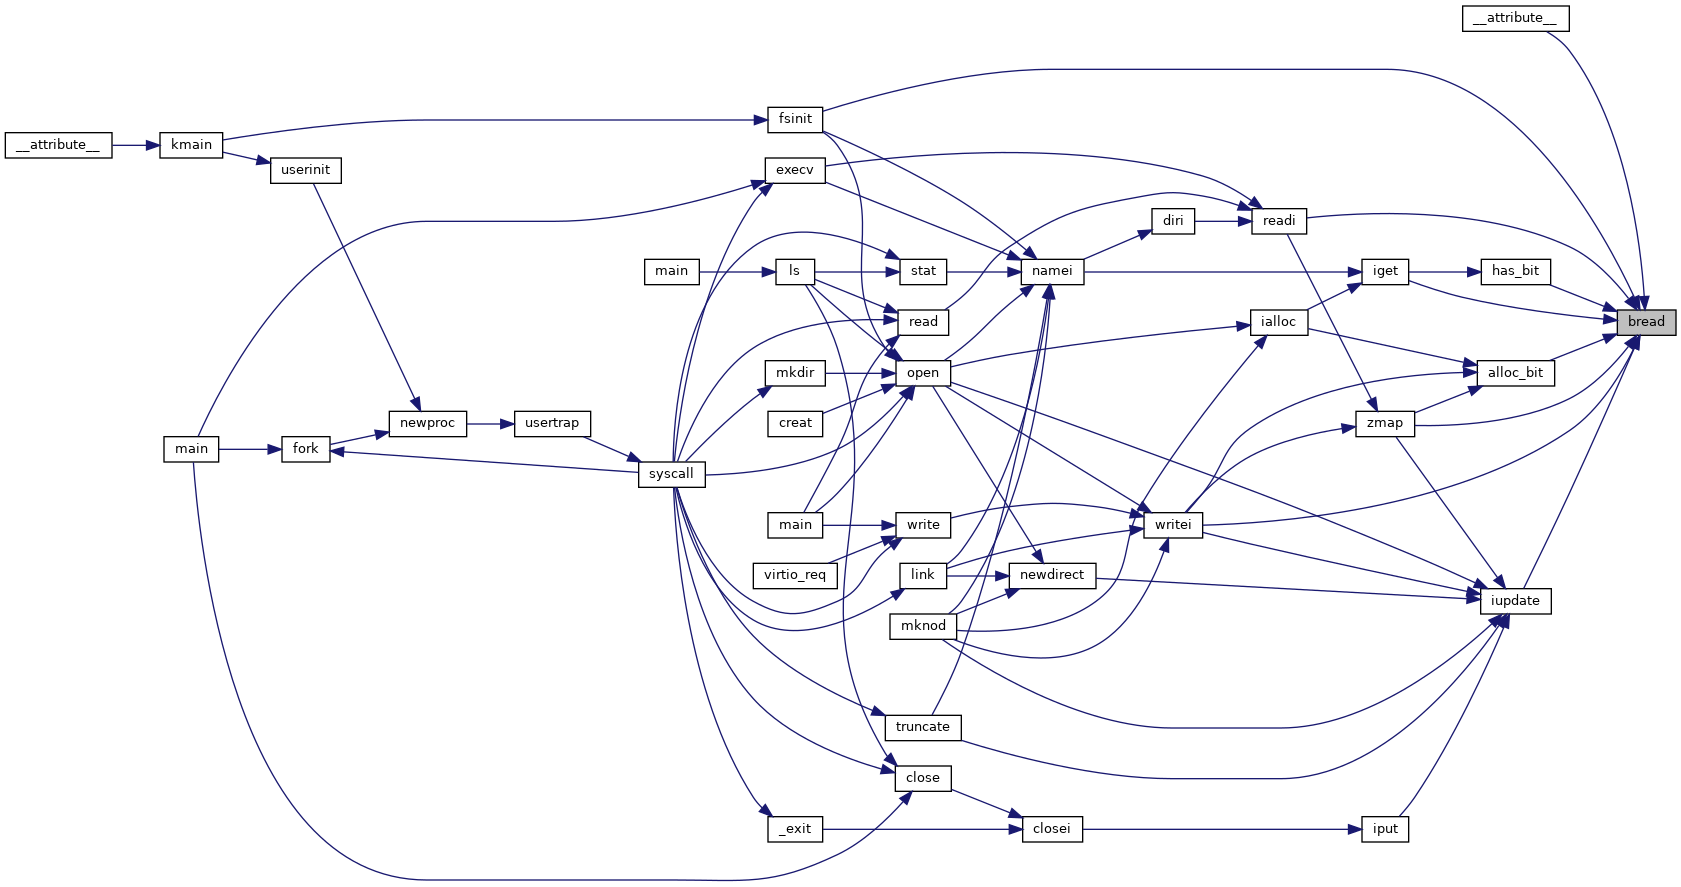 __attribute__
fsinit
__attribute__
kmain
userinit
execv
diri
readi
main
ls
stat
namei
iget
has_bit
read
ialloc
bread
mkdir
open
alloc_bit
creat
newproc
usertrap
zmap
main
fork
syscall
main
write
writei
virtio_req
link
newdirect
iupdate
mknod
truncate
close
_exit
closei
iput